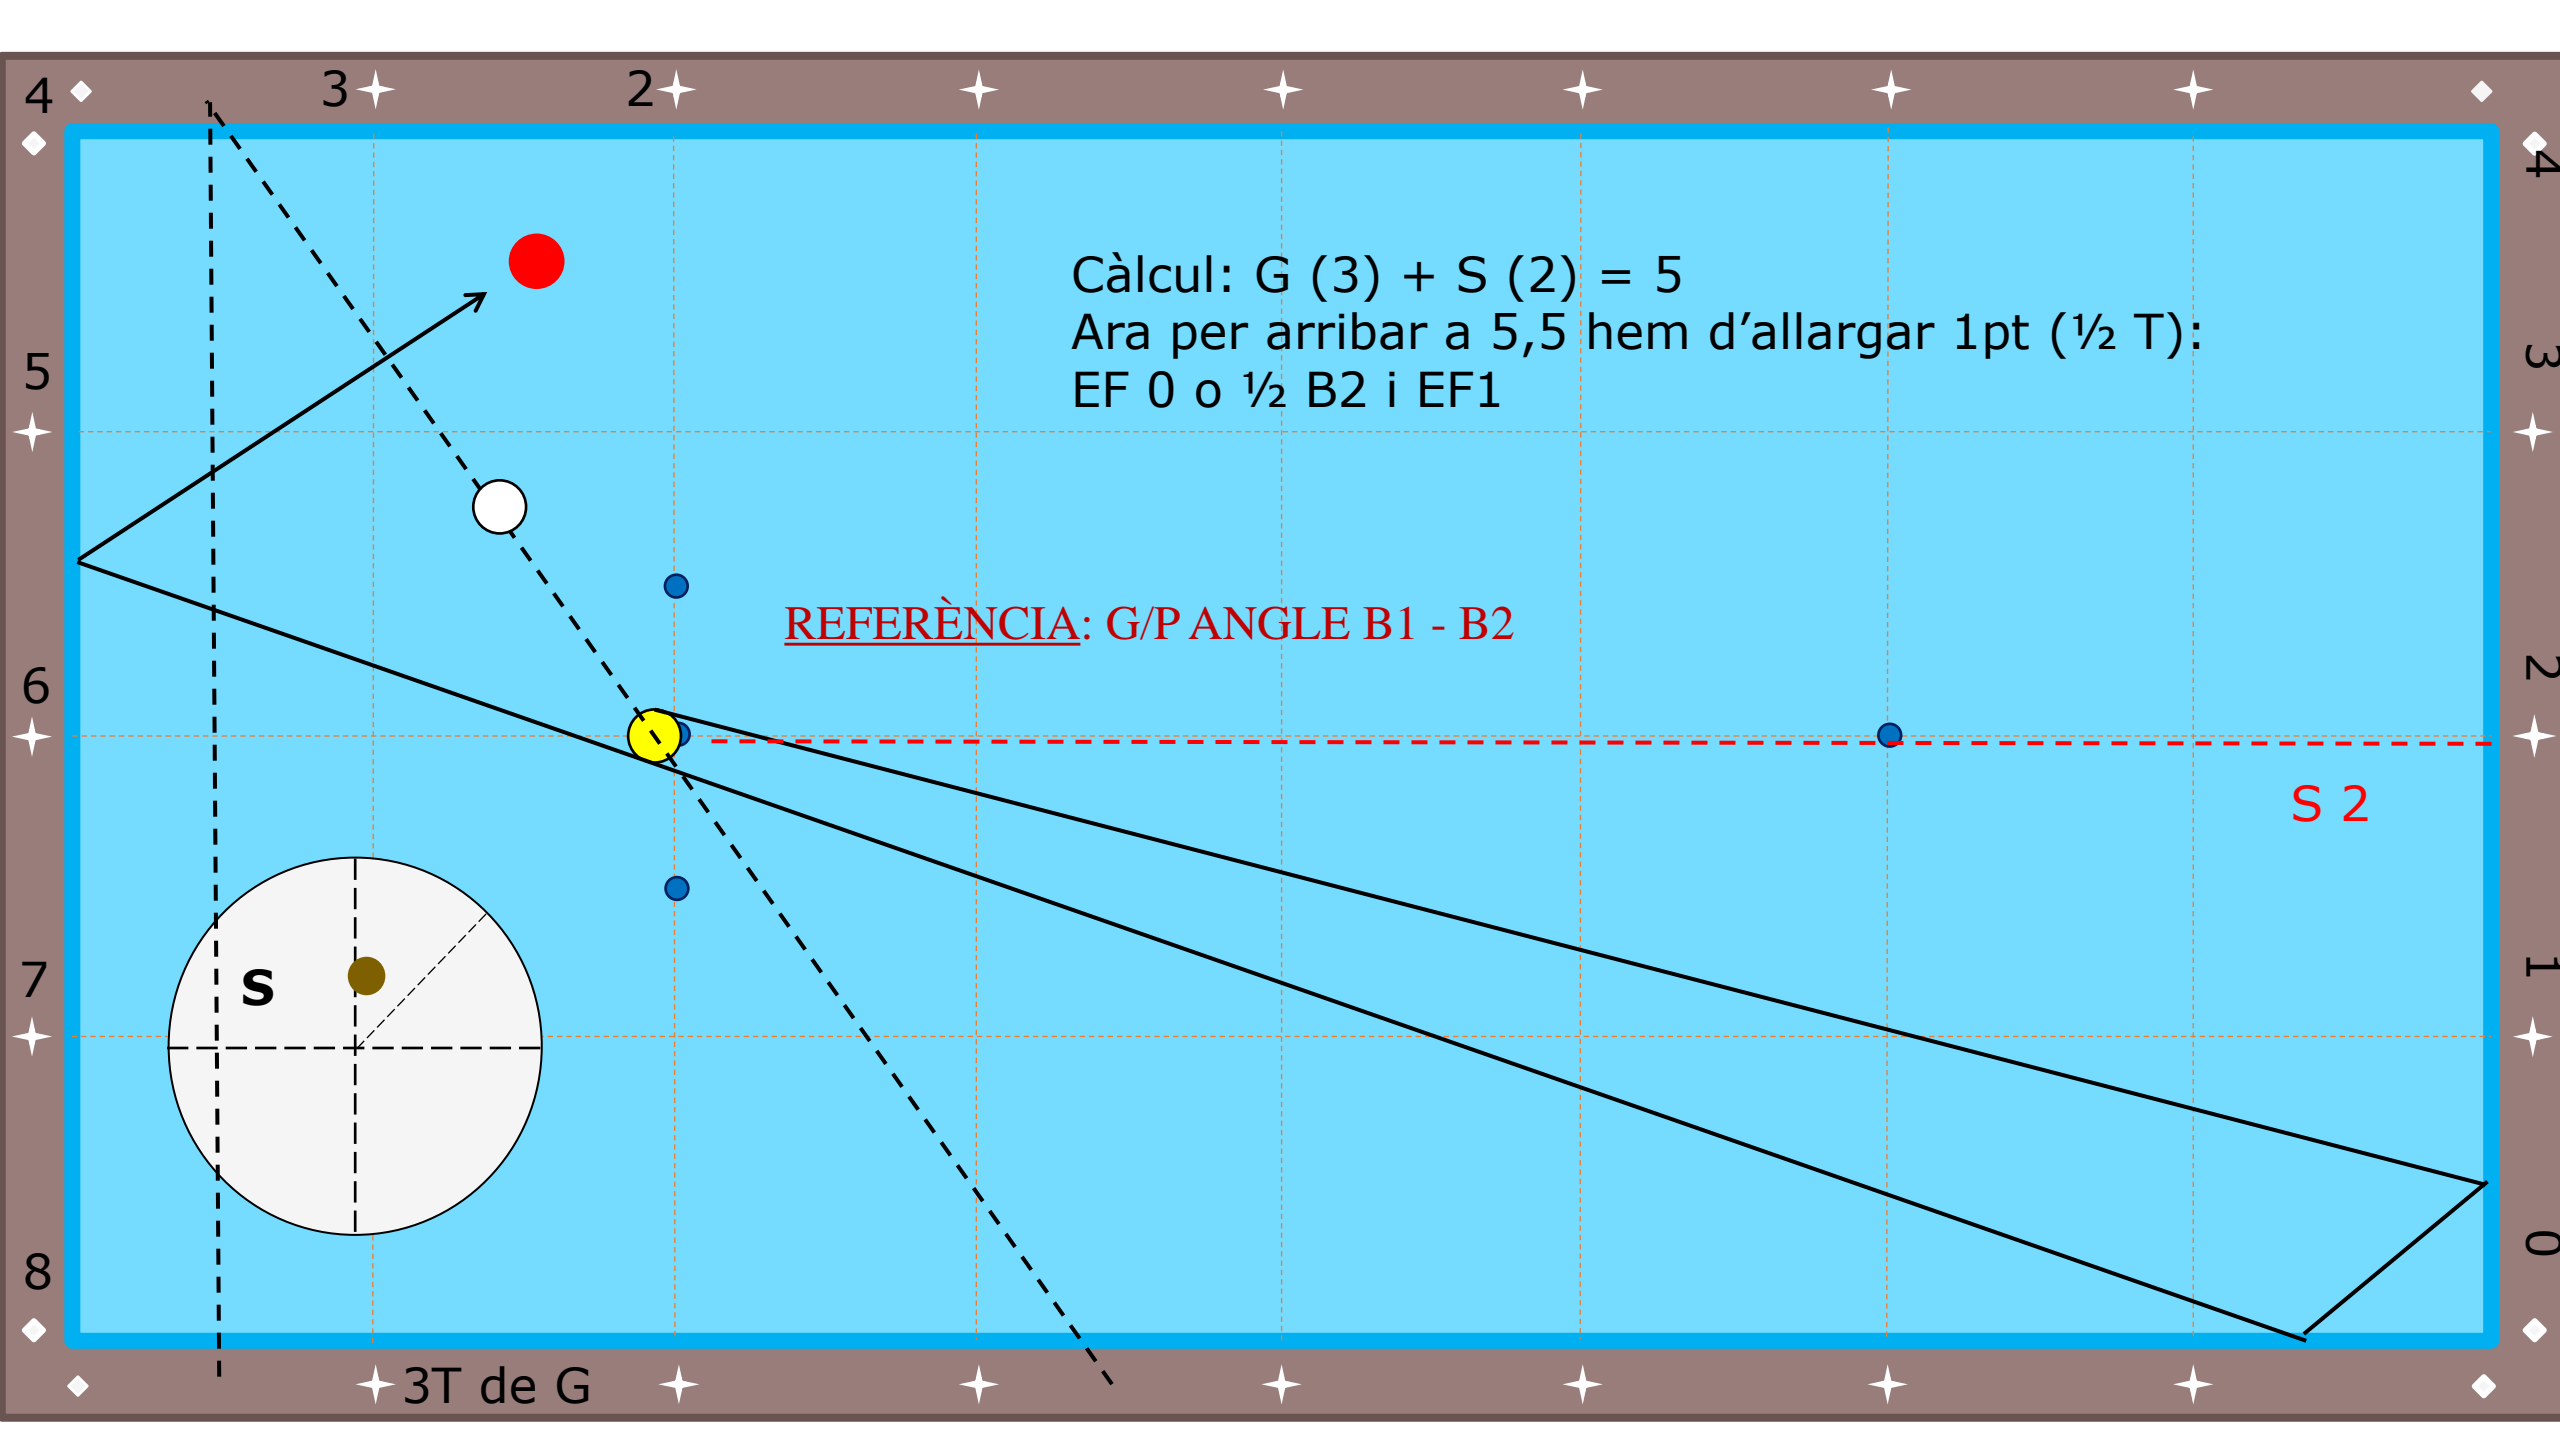 4
3
2
4
Càlcul: G (3) + S (2) = 5
Ara per arribar a 5,5 hem d’allargar 1pt (½ T):
EF 0 o ½ B2 i EF1
5
3
REFERÈNCIA: G/P ANGLE B1 - B2
6
2
S 2
7
S
1
8
0
3T de G